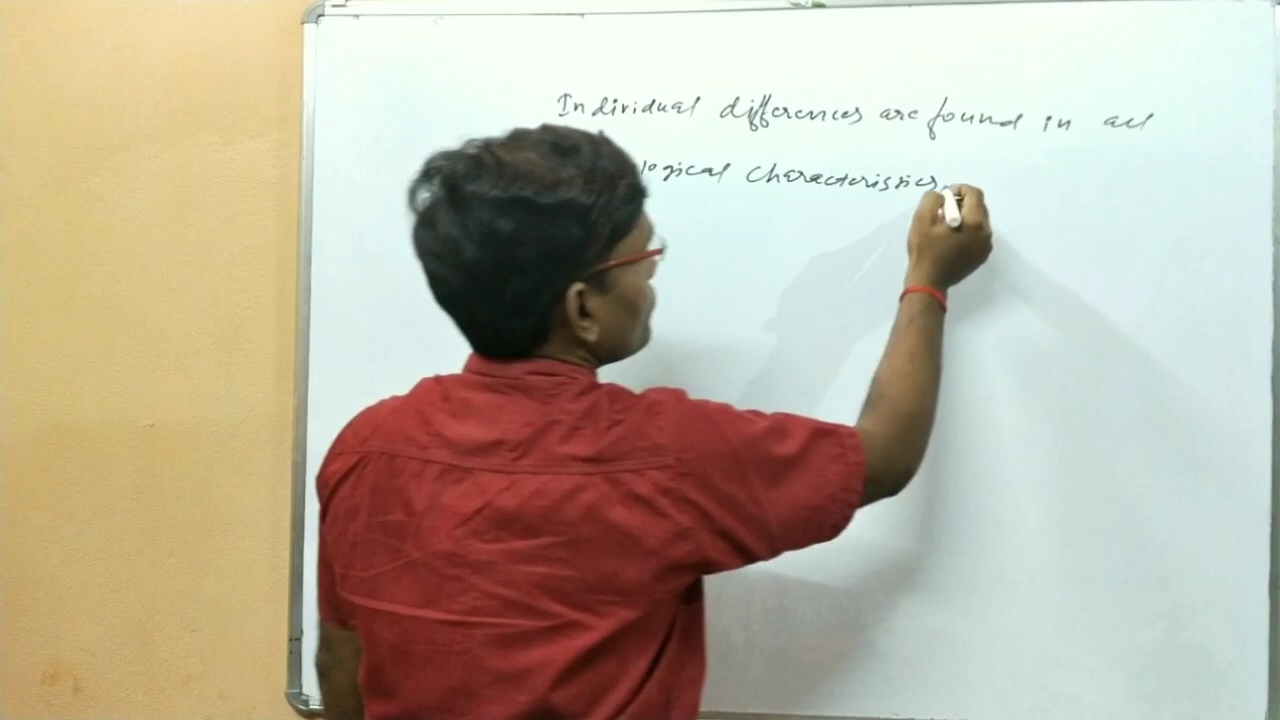 Individual differences are found in all
logical characteristics